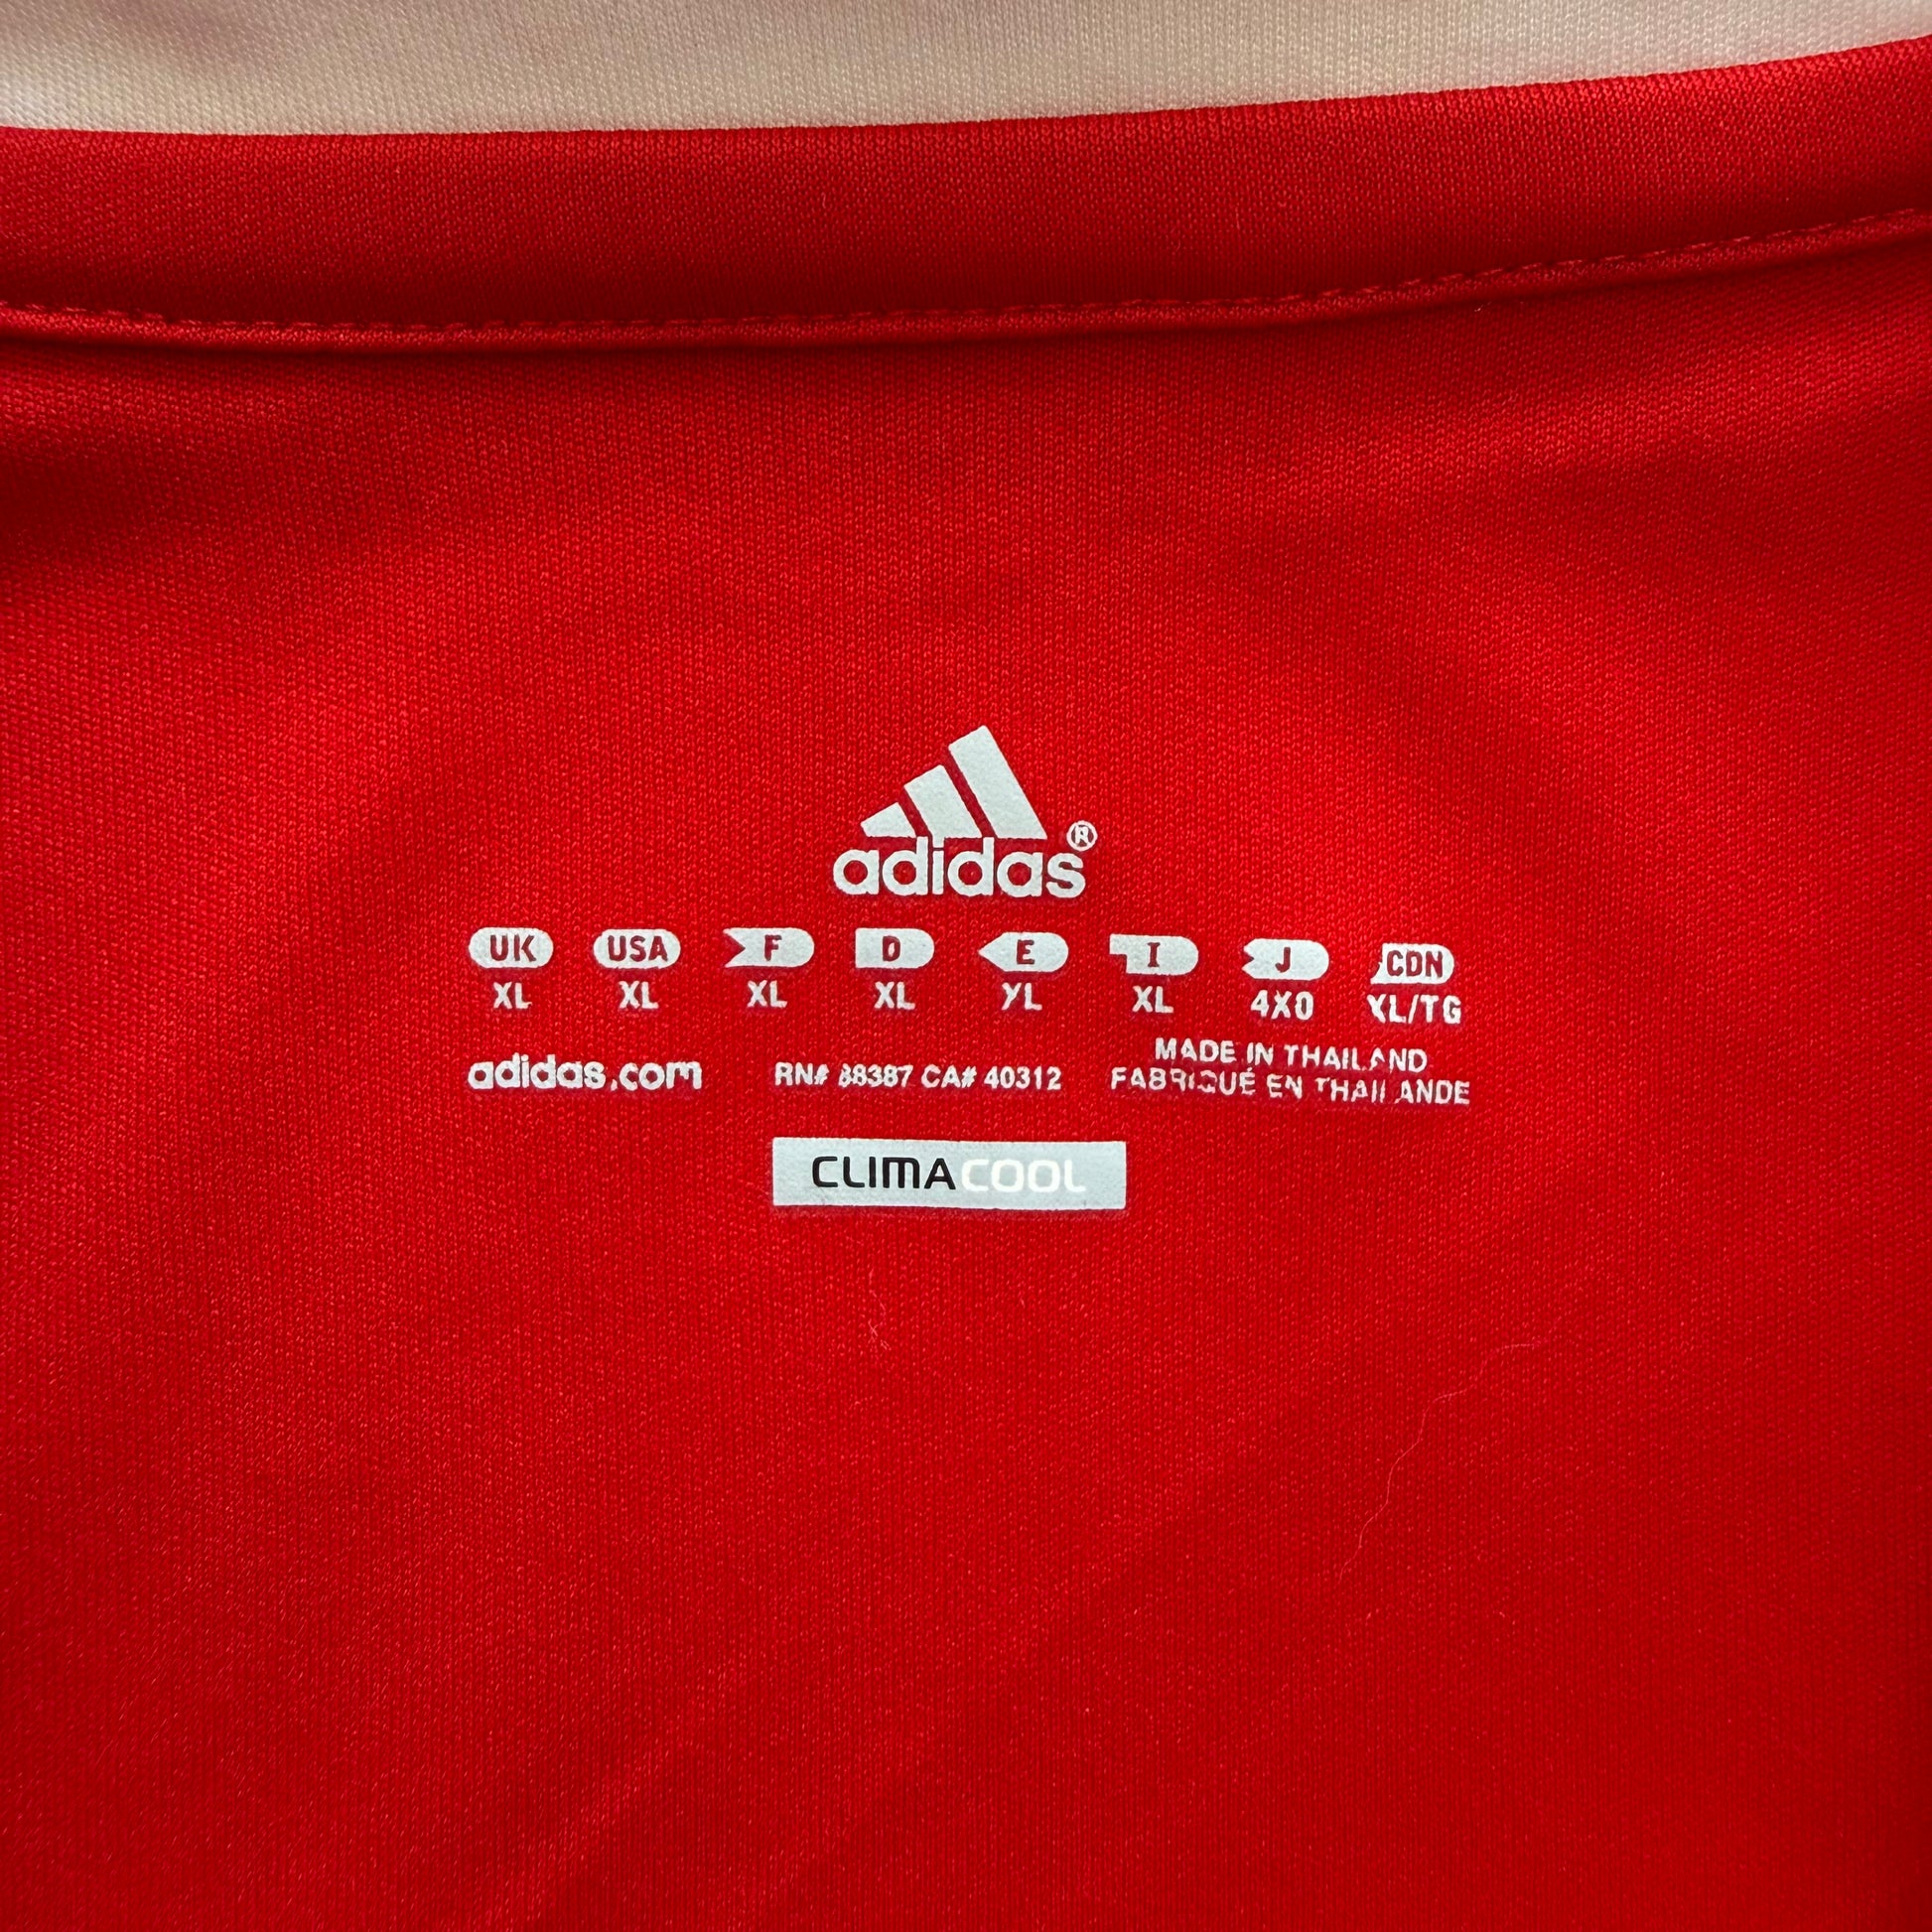 adidas®
UK USA F D E I J CDN
XL XL XL XL XL XL 4XO XL/TG
adidas.com RN# 88387 CA# 40312 MADE IN THAILAND
FABRIQUÉ EN THAILANDE
CLIMACOOL